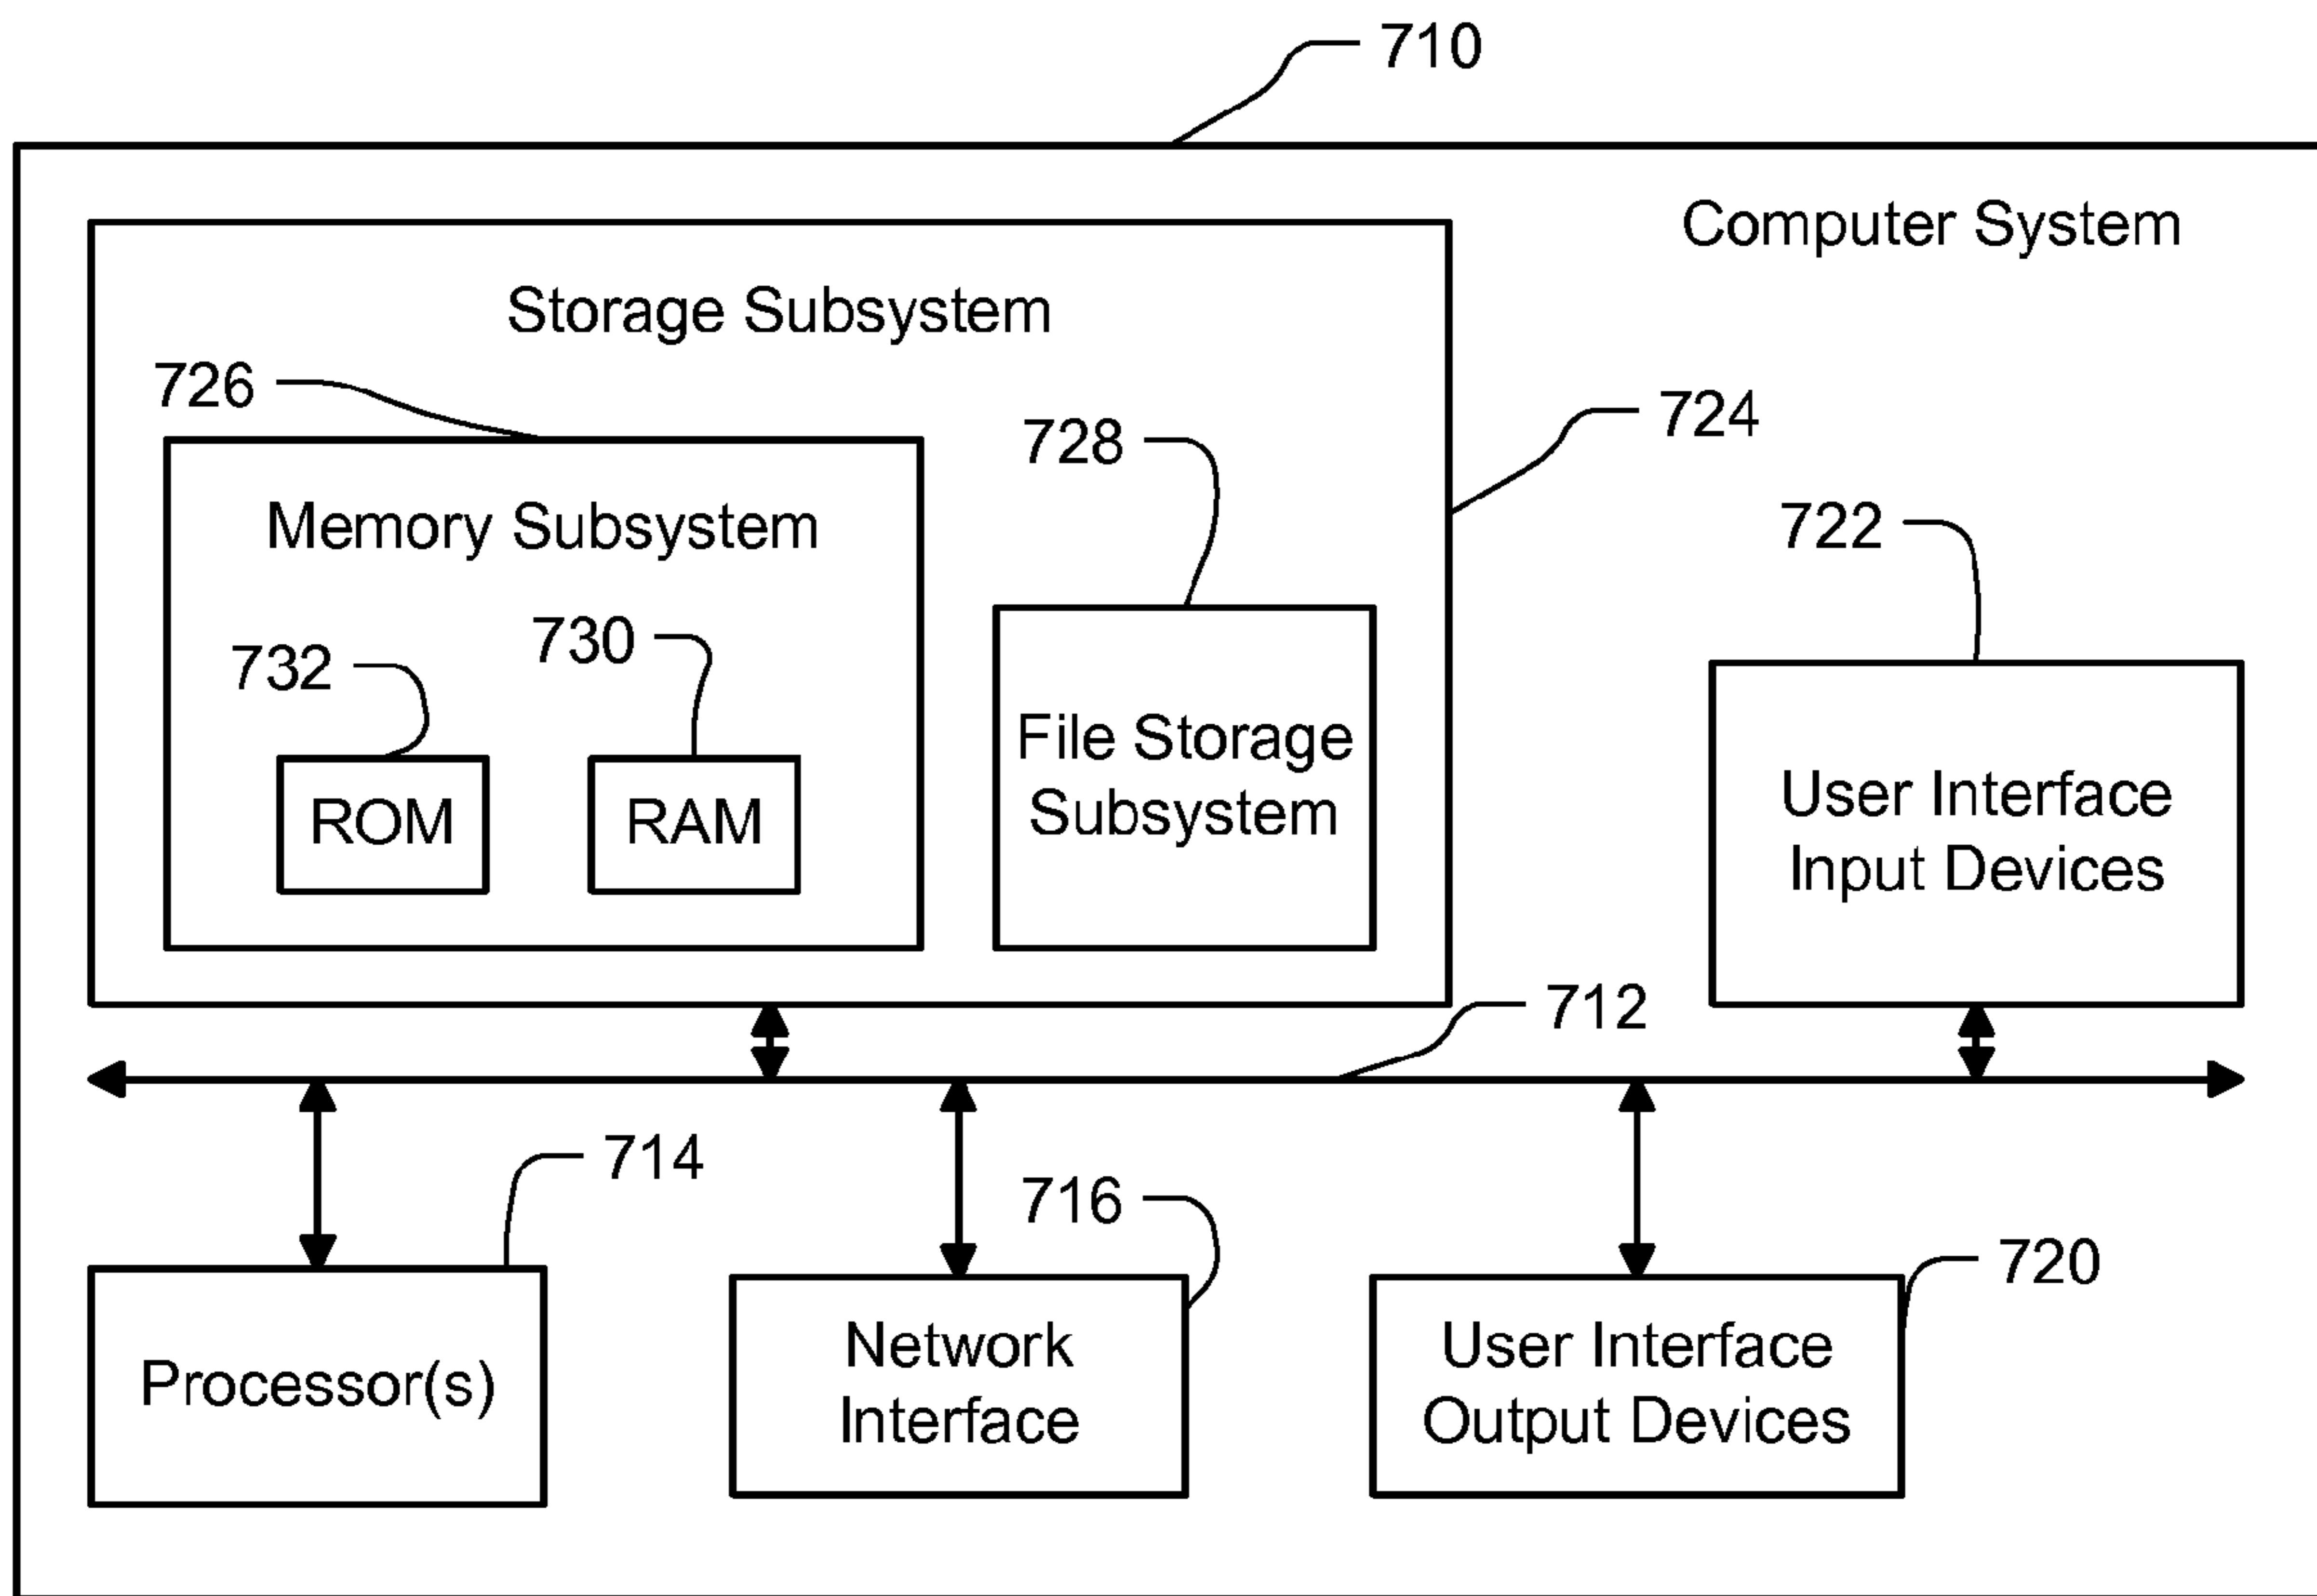 710
Computer System
Storage Subsystem
726
724
728
722
Memory Subsystem
732
730
File Storage
Subsystem
ROM
RAM
User Interface
Input Devices
712
714
716
720
Processor(s)
Network
Interface
User Interface
Output Devices